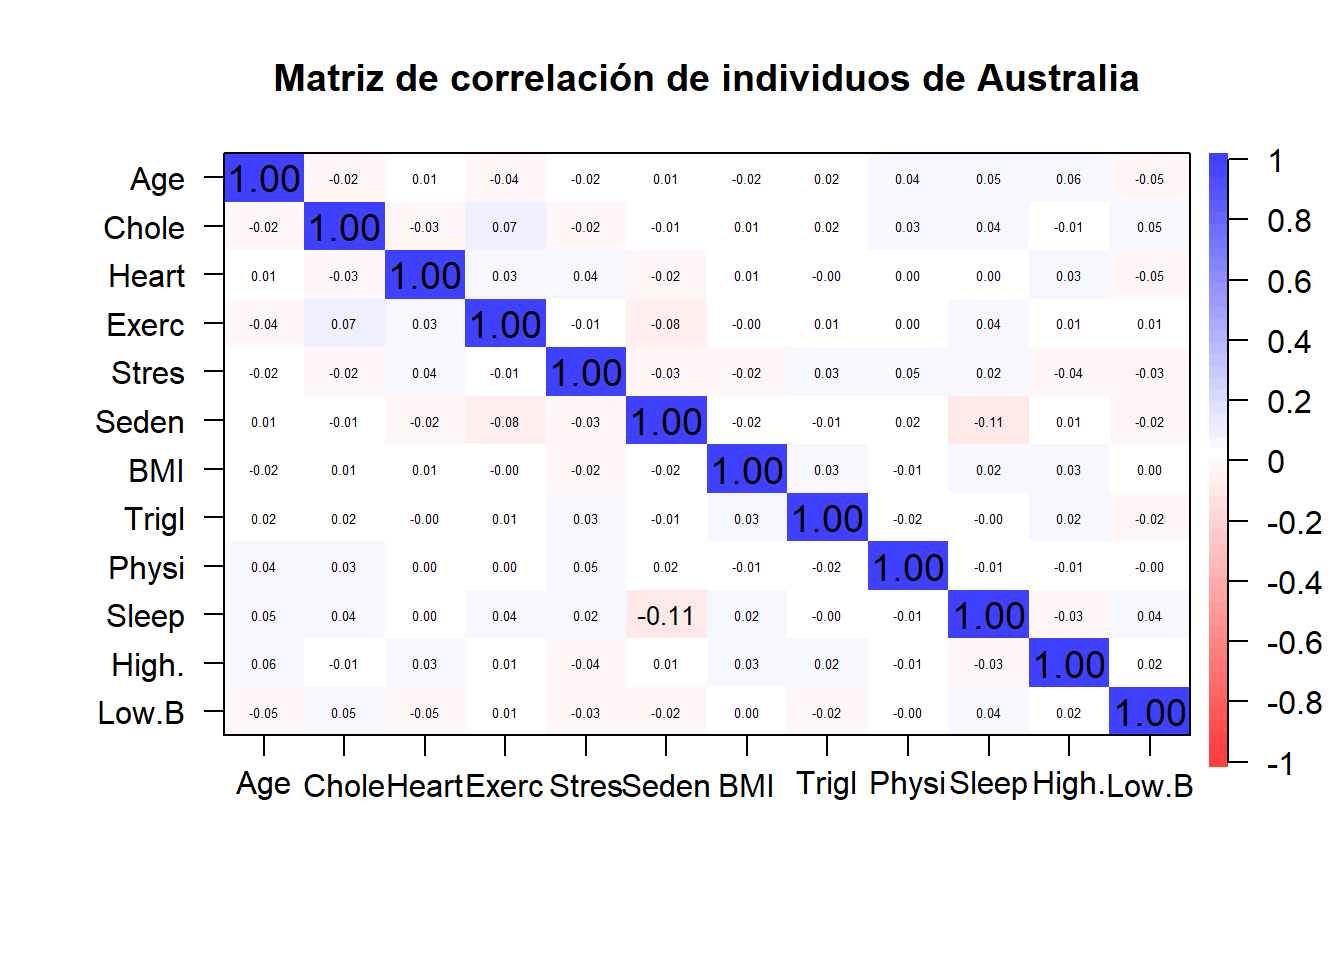 Matriz de correlación de individuos de Australia
Age 1.00 -0.02 0.01 -0.04 -0.02 0.01 -0.02 0.02 0.04 0.05 0.06 -0.05
Chole -0.02 1.00 -0.03 0.07 -0.02 -0.01 0.01 0.02 0.03 0.04 -0.01 0.05
Heart 0.01 -0.03 1.00 0.03 0.04 -0.02 0.01 -0.00 0.00 0.00 0.03 -0.05
Exerc -0.04 0.07 0.03 1.00 -0.01 -0.08 -0.00 0.01 0.00 0.04 0.01 0.01
Stres -0.02 -0.02 0.04 -0.01 1.00 -0.03 -0.02 0.03 0.05 0.02 -0.04 -0.03
Seden 0.01 -0.01 -0.02 -0.08 -0.03 1.00 -0.02 -0.01 0.02 -0.11 0.01 -0.02
BMI -0.02 0.01 0.01 -0.00 -0.02 -0.02 1.00 0.03 -0.01 0.02 0.03 0.00
Trigl 0.02 0.02 -0.00 0.01 0.03 -0.01 0.03 1.00 -0.02 -0.00 0.02 -0.02
Physi 0.04 0.03 0.00 0.00 0.05 0.02 -0.01 -0.02 1.00 -0.01 -0.01 -0.00
Sleep 0.05 0.04 0.00 0.04 0.02 -0.11 0.02 -0.00 -0.01 1.00 -0.03 0.04
High. 0.06 -0.01 0.03 0.01 -0.04 0.01 0.03 0.02 -0.01 -0.03 1.00 0.02
Low.B -0.05 0.05 -0.05 0.01 -0.03 -0.02 0.00 -0.02 -0.00 0.04 0.02 1.00
Age Chole Heart Exerc Stres Seden BMI Trigl Physi Sleep High. Low.B
1
0.8
0.6
0.4
0.2
0
-0.2
-0.4
-0.6
-0.8
-1